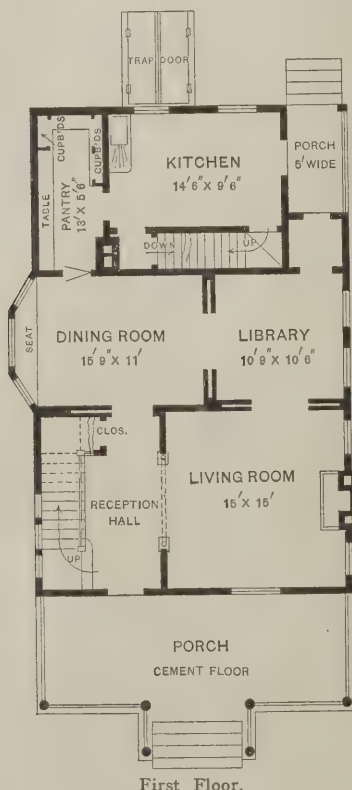 TRAP DOOR
CUPB'DS
CUPB'DS
TABLE
PANTRY
13' X 5' 6"
KITCHEN
14' 6" X 9' 6"
PORCH
5' WIDE
DOWN
UP
SEAT
DINING ROOM
15' 9" X 11'
LIBRARY
10' 9" X 10' 6"
CLOS.
RECEPTION
HALL
UP
LIVING ROOM
15' X 15'
PORCH
CEMENT FLOOR
First Floor.